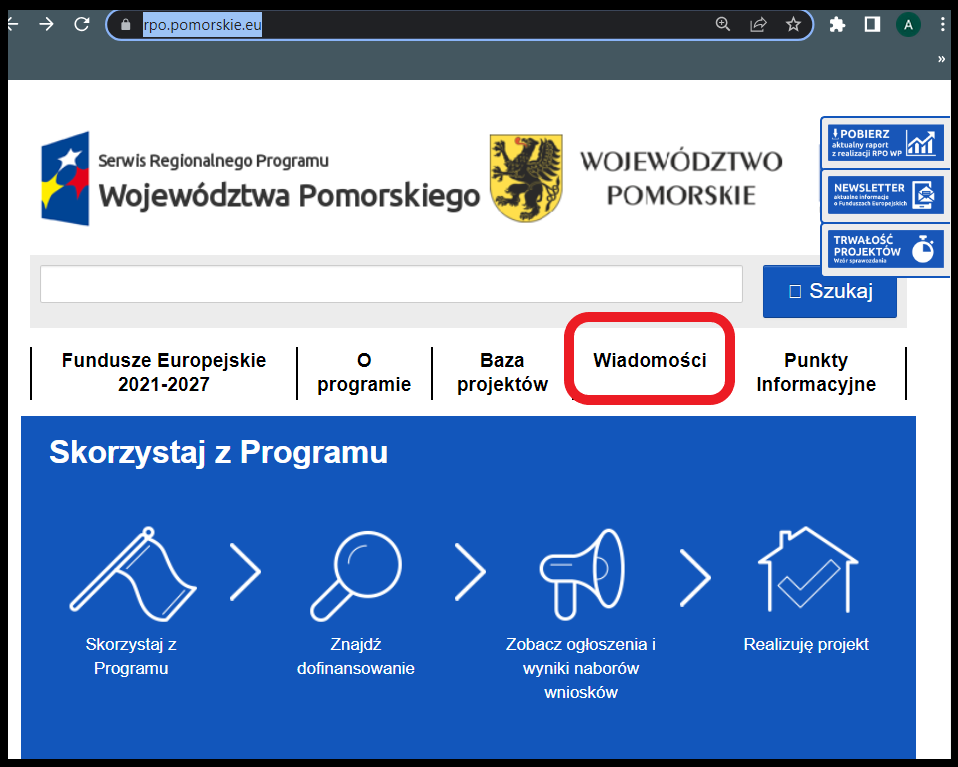 rpo.pomorskie.eu
A
»
Serwis Regionalnego Programu
Województwa Pomorskiego
WOJEWÓDZTWO
POMORSKIE
POBIERZ
aktualny raport
z realizacji RPO WP
NEWSLETTER
aktualne informacje
o Funduszach Europejskich
TRWAŁOŚĆ
PROJEKTÓW
Wzór sprawozdania
Szukaj
Fundusze Europejskie
2021-2027
O
programie
Baza
projektów
Wiadomości
Punkty
Informacyjne
Skorzystaj z Programu
Skorzystaj z
Programu
Znajdź
dofinansowanie
Zobacz ogłoszenia i
wyniki naborów
wniosków
Realizuję projekt